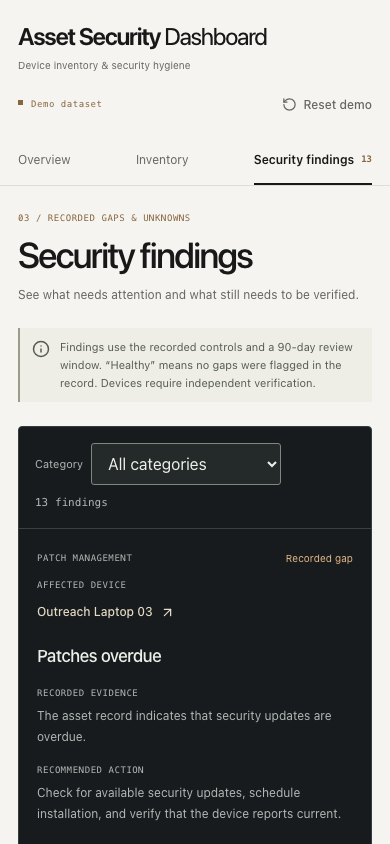 Asset Security Dashboard
Device inventory & security hygiene
Demo dataset
Reset demo
Overview
Inventory
Security findings 13
03 / RECORDED GAPS & UNKNOWNS
Security findings
See what needs attention and what still needs to be verified.
Findings use the recorded controls and a 90-day review
window. “Healthy” means no gaps were flagged in the
record. Devices require independent verification.
Category
All categories
13 findings
PATCH MANAGEMENT
Recorded gap
AFFECTED DEVICE
Outreach Laptop 03
Patches overdue
RECORDED EVIDENCE
The asset record indicates that security updates are
overdue.
RECOMMENDED ACTION
Check for available security updates, schedule
installation, and verify that the device reports current.